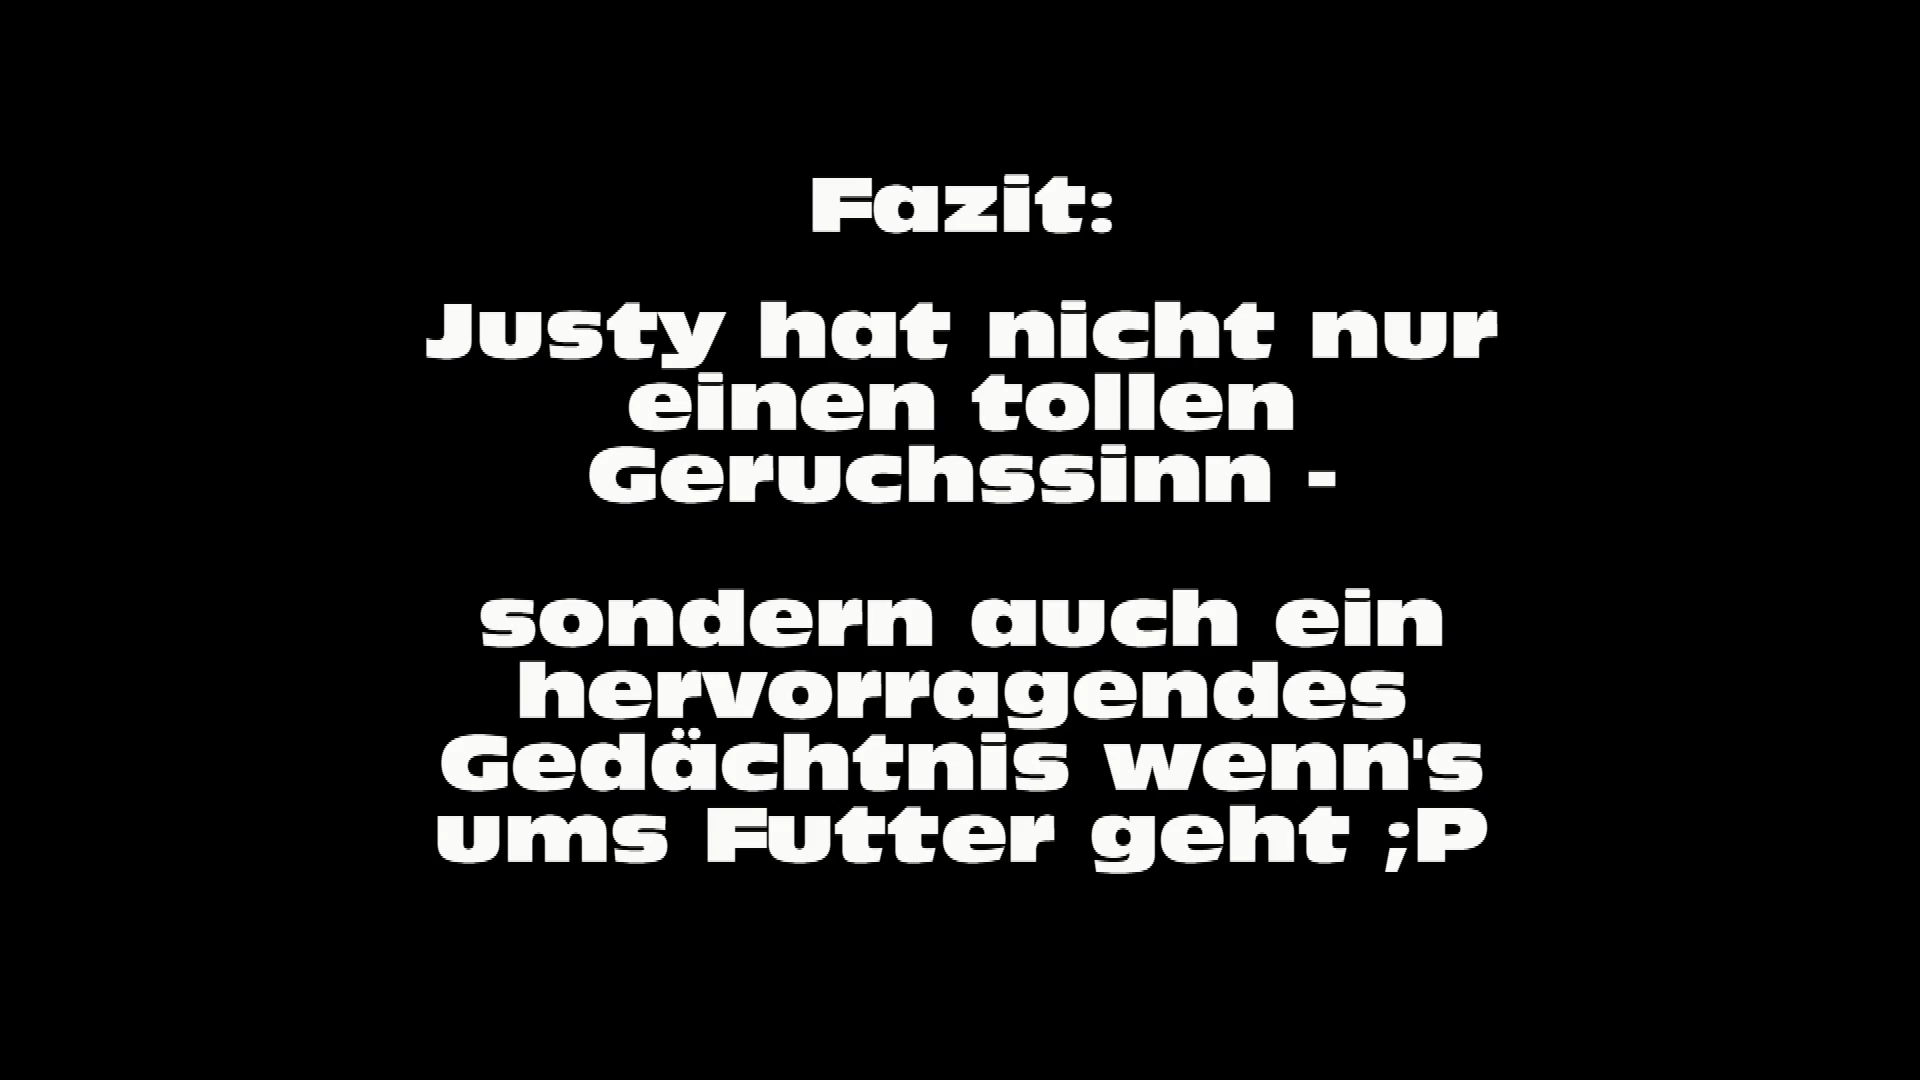 Fazit:
Justy hat nicht nur
einen tollen
Geruchssinn -
sondern auch ein
hervorragendes
Gedächtnis wenn's
ums Futter geht ;P